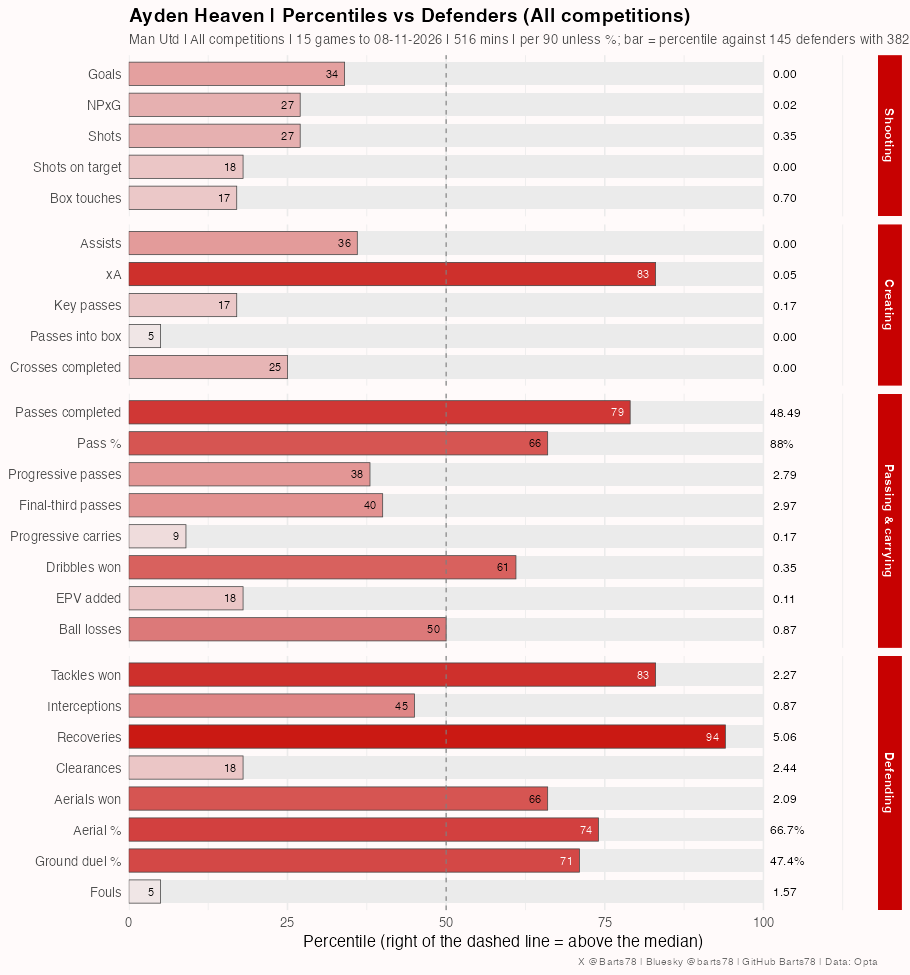 Ayden Heaven | Percentiles vs Defenders (All competitions)
Man Utd | All competitions | 15 games to 08-11-2026 | 516 mins | per 90 unless %; bar = percentile against 145 defenders with 382
Goals 34 0.00
NPxG 27 0.02
Shots 27 0.35
Shots on target 18 0.00
Box touches 17 0.70
Shooting
Assists 36 0.00
xA 83 0.05
Key passes 17 0.17
Passes into box 5 0.00
Crosses completed 25 0.00
Creating
Passes completed 79 48.49
Pass % 66 88%
Progressive passes 38 2.79
Final-third passes 40 2.97
Progressive carries 9 0.17
Dribbles won 61 0.35
EPV added 18 0.11
Ball losses 50 0.87
Passing & carrying
Tackles won 83 2.27
Interceptions 45 0.87
Recoveries 94 5.06
Clearances 18 2.44
Aerials won 66 2.09
Aerial % 74 66.7%
Ground duel % 71 47.4%
Fouls 5 1.57
Defending
0 25 50 75 100
Percentile (right of the dashed line = above the median)
X @Barts78 | Bluesky @barts78 | GitHub Barts78 | Data: Opta